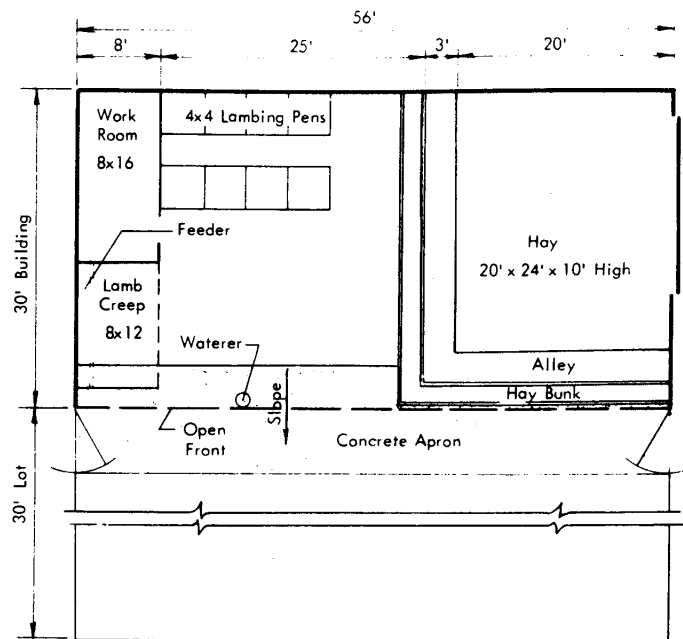 56'
8' 25' 3' 20'
Work
Room
8x16
4x4 Lambing Pens
Feeder
Hay
20' x 24' x 10' High
30' Building
Lamb
Creep
8x12
Waterer
Slope
Alley
Hay Bunk
Open
Front
Concrete Apron
30' Lot